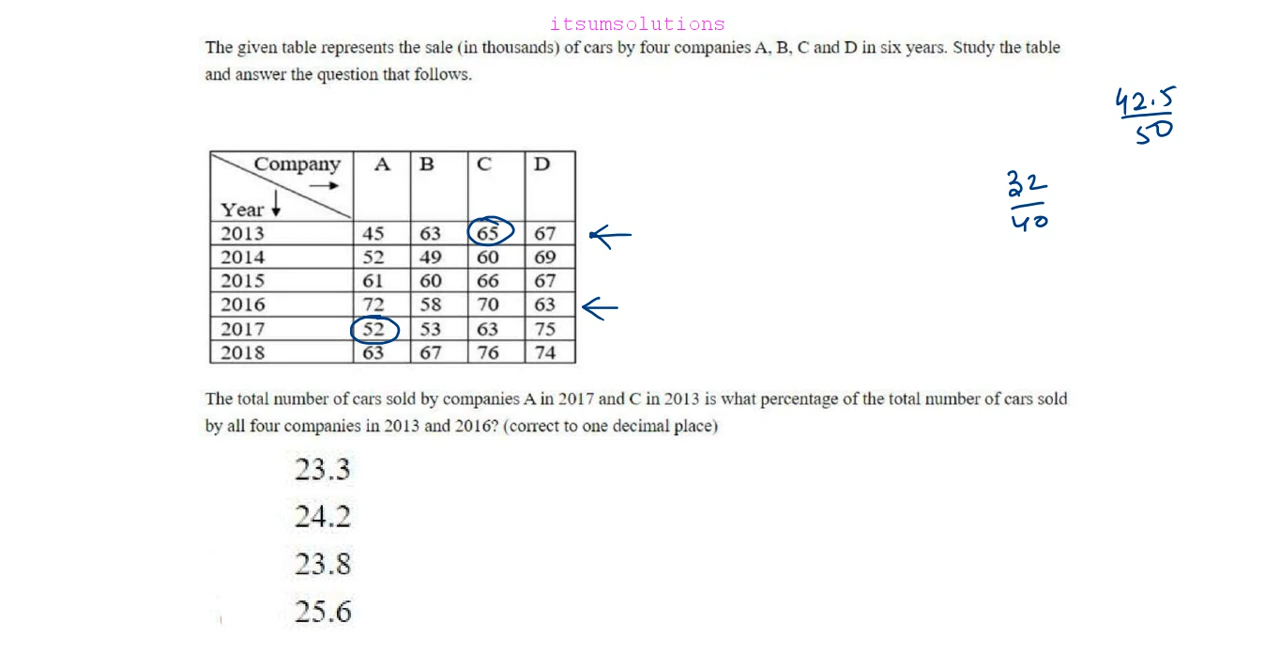 itsumsolutions
The given table represents the sale (in thousands) of cars by four companies A, B, C and D in six years. Study the table
and answer the question that follows.
42.5
50
32
40
Company A B C D
Year
2013 45 63 65 67
2014 52 49 60 69
2015 61 60 66 67
2016 72 58 70 63
2017 52 53 63 75
2018 63 67 76 74
The total number of cars sold by companies A in 2017 and C in 2013 is what percentage of the total number of cars sold
by all four companies in 2013 and 2016? (correct to one decimal place)
23.3
24.2
23.8
25.6